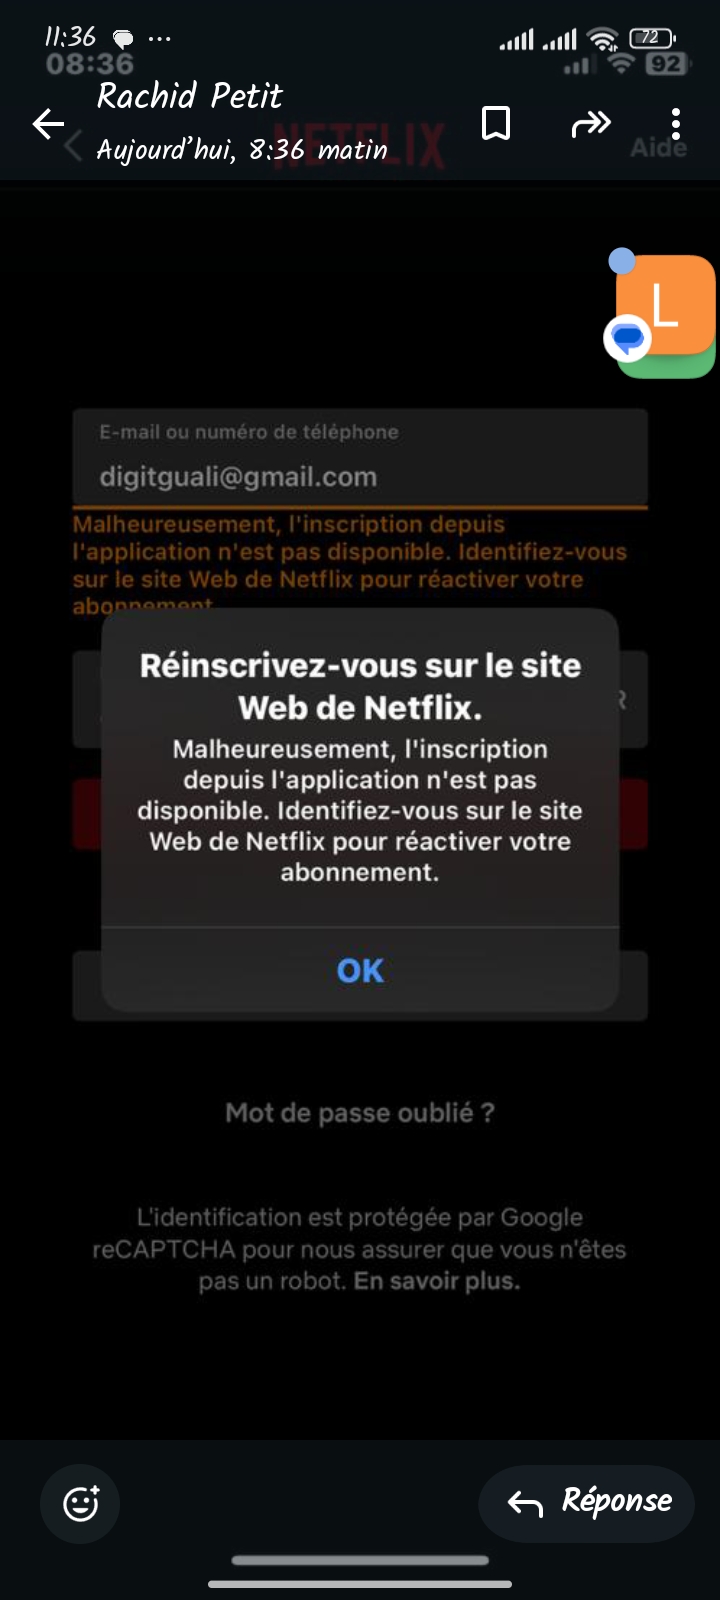 11:36
72
08:36
92
Rachid Petit
NETFLIX
Aide
Aujourd'hui, 8:36 matin
L
E-mail ou numéro de téléphone
digitguali@gmail.com
Malheureusement, l'inscription depuis
l'application n'est pas disponible. Identifiez-vous
sur le site Web de Netflix pour réactiver votre
abonnement.
Réinscrivez-vous sur le site
Web de Netflix.
Malheureusement, l'inscription
depuis l'application n'est pas
disponible. Identifiez-vous sur le site
Web de Netflix pour réactiver votre
abonnement.
OK
Mot de passe oublié ?
L'identification est protégée par Google
reCAPTCHA pour nous assurer que vous n'êtes
pas un robot. En savoir plus.
Réponse